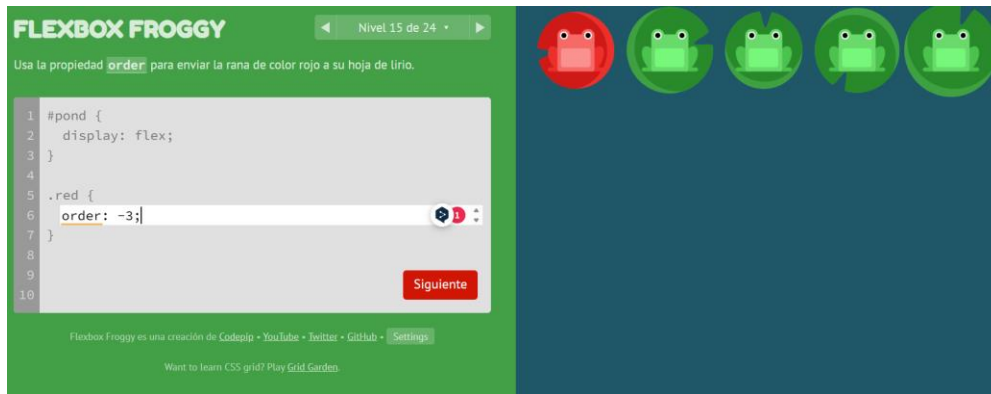 FLEXBOX FROGGY
◀ Nivel 15 de 24 ▾ ▶
Usa la propiedad order para enviar la rana de color rojo a su hoja de lirio.
1 #pond {
2 display: flex;
3 }
4
5 .red {
6 order: -3; 1
7 }
8
9
10
Siguiente
Flexbox Froggy es una creación de Codepip • YouTube • Twitter • GitHub • Settings
Want to learn CSS grid? Play Grid Garden.